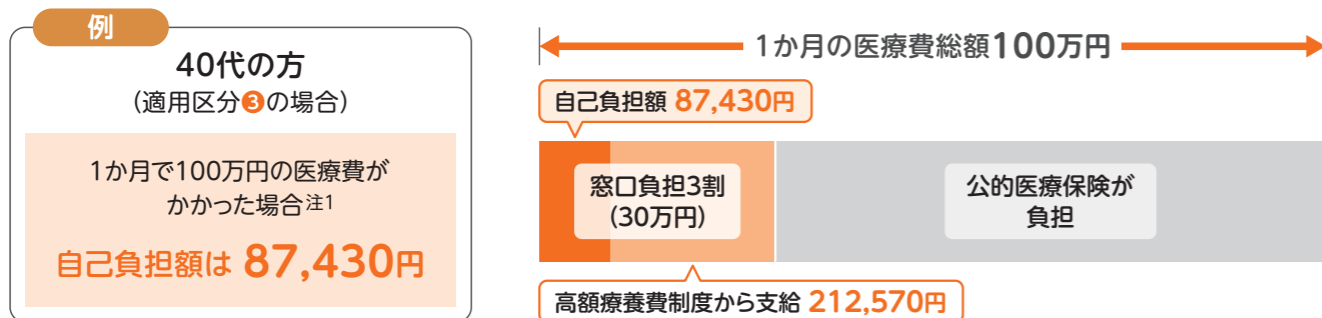 例
40代の方
（適用区分❸の場合）
1か月で100万円の医療費が
かかった場合注1
自己負担額は 87,430円
1か月の医療費総額100万円
自己負担額 87,430円
窓口負担3割
（30万円）
公的医療保険が
負担
高額療養費制度から支給 212,570円